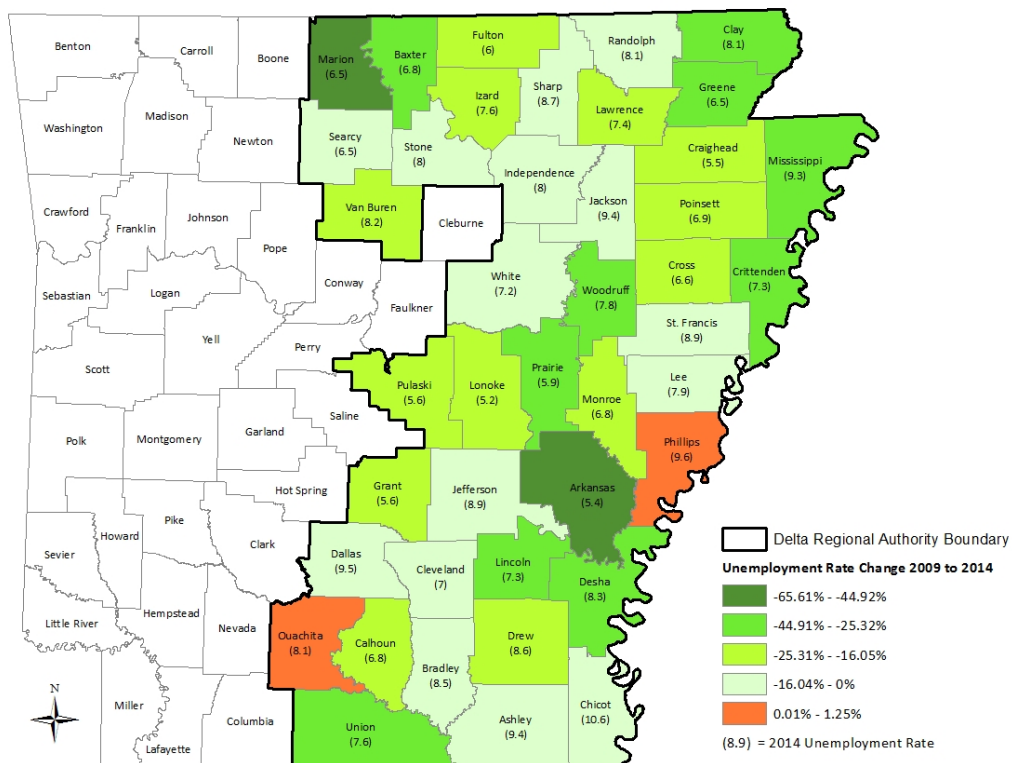 Benton
Carroll
Boone
Marion
(6.5)
Baxter
(6.8)
Fulton
(6)
Randolph
(8.1)
Clay
(8.1)
Izard
(7.6)
Sharp
(8.7)
Lawrence
(7.4)
Greene
(6.5)
Washington
Madison
Newton
Searcy
(6.5)
Stone
(8)
Independence
(8)
Jackson
(9.4)
Craighead
(5.5)
Mississippi
(9.3)
Crawford
Franklin
Johnson
Pope
Van Buren
(8.2)
Cleburne
Poinsett
(6.9)
Sebastian
Logan
Conway
Faulkner
White
(7.2)
Woodruff
(7.8)
Cross
(6.6)
Crittenden
(7.3)
Scott
Yell
Perry
St. Francis
(8.9)
Pulaski
(5.6)
Lonoke
(5.2)
Prairie
(5.9)
Monroe
(6.8)
Lee
(7.9)
Polk
Montgomery
Garland
Saline
Phillips
(9.6)
Hot Spring
Grant
(5.6)
Jefferson
(8.9)
Arkansas
(5.4)
Sevier
Howard
Pike
Clark
Dallas
(9.5)
Cleveland
(7)
Lincoln
(7.3)
Desha
(8.3)
Little River
Hempstead
Nevada
Ouachita
(8.1)
Calhoun
(6.8)
Bradley
(8.5)
Drew
(8.6)
Miller
Lafayette
Columbia
Union
(7.6)
Ashley
(9.4)
Chicot
(10.6)
N
Delta Regional Authority Boundary
Unemployment Rate Change 2009 to 2014
-65.61% - -44.92%
-44.91% - -25.32%
-25.31% - -16.05%
-16.04% - 0%
0.01% - 1.25%
(8.9) = 2014 Unemployment Rate